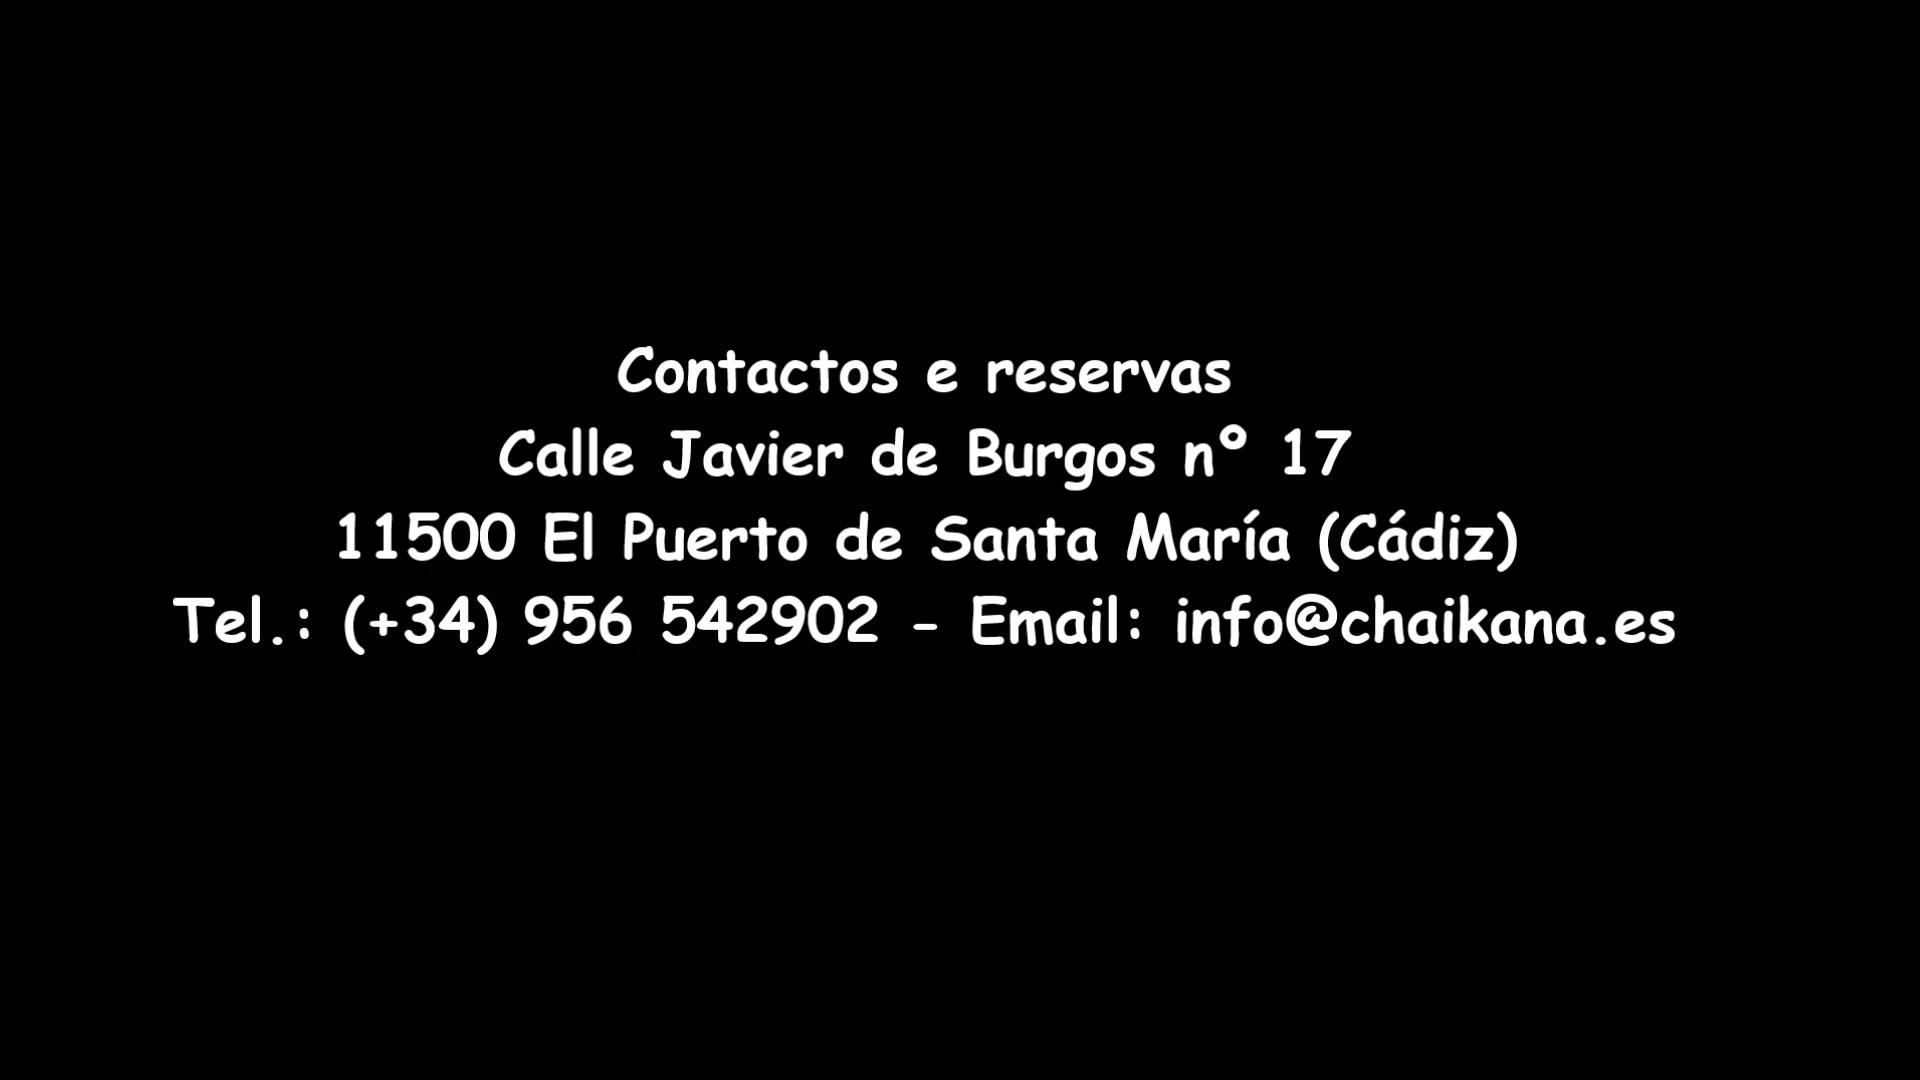 Contactos e reservas
Calle Javier de Burgos nº 17
11500 El Puerto de Santa María (Cádiz)
Tel.: (+34) 956 542902 - Email: info@chaikana.es